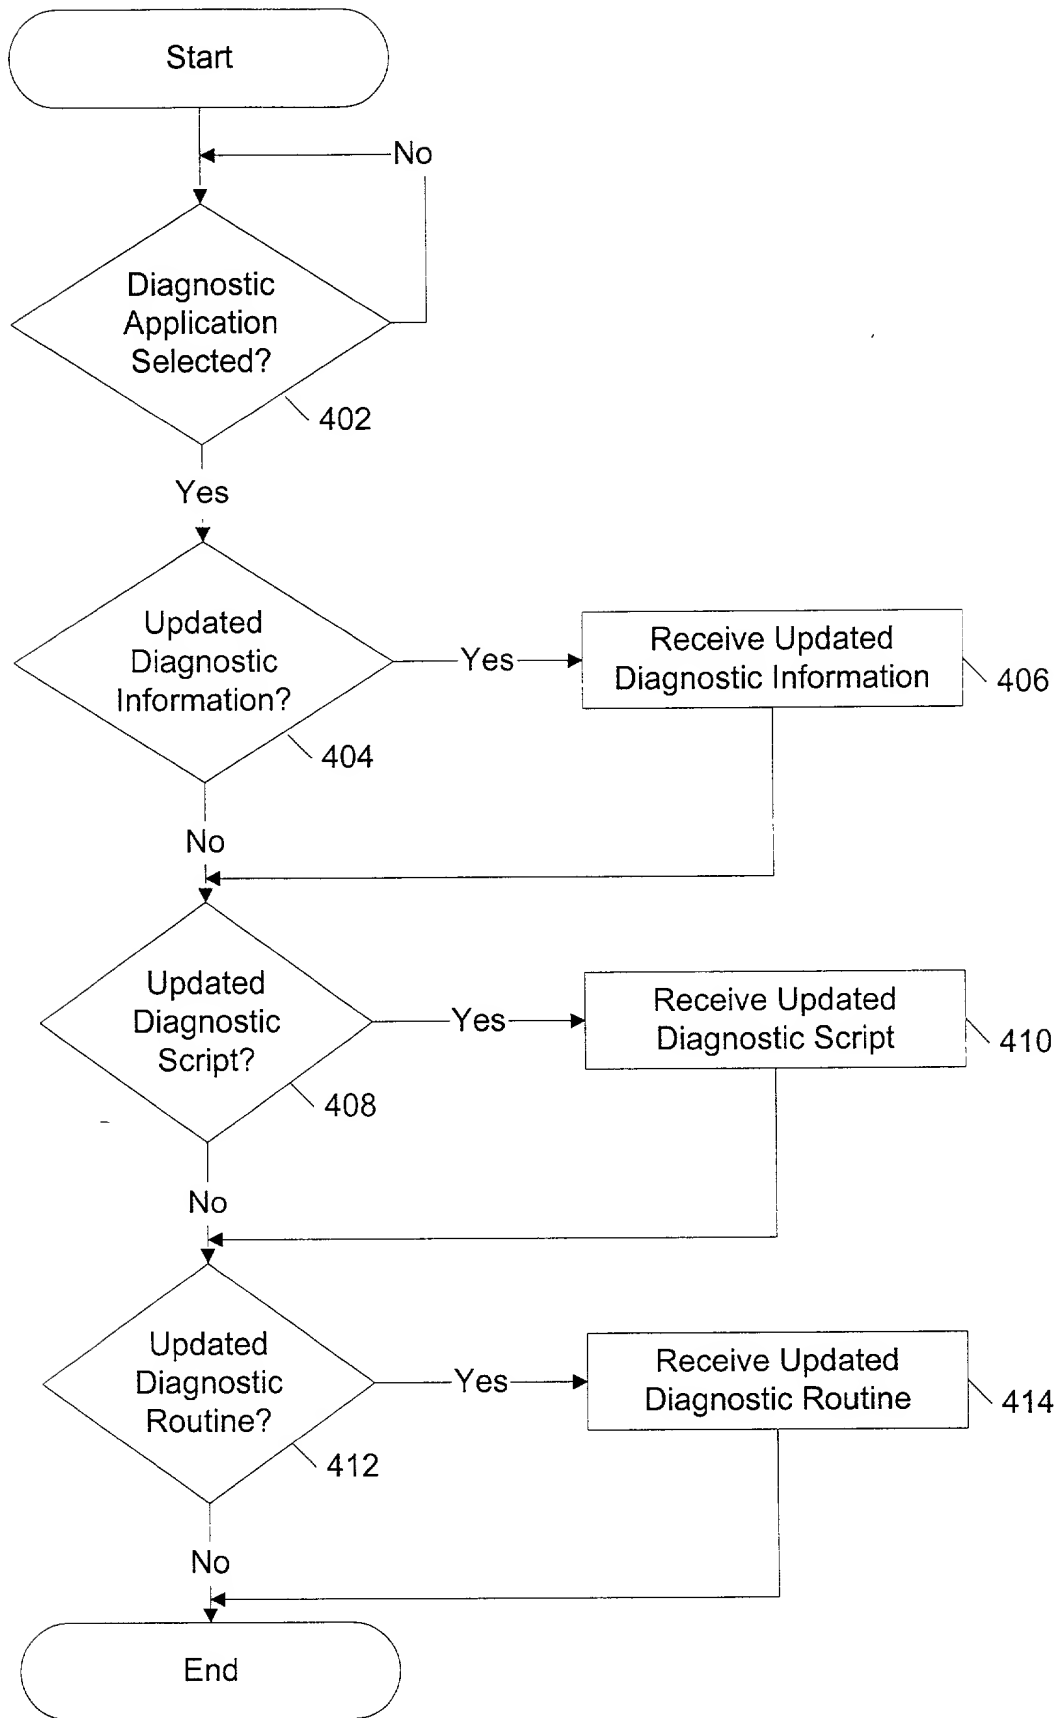 Start
No
Diagnostic
Application
Selected?
402
Yes
Updated
Diagnostic
Information?
404
Yes
Receive Updated
Diagnostic Information
406
No
Updated
Diagnostic
Script?
408
Yes
Receive Updated
Diagnostic Script
410
No
Updated
Diagnostic
Routine?
412
Yes
Receive Updated
Diagnostic Routine
414
No
End